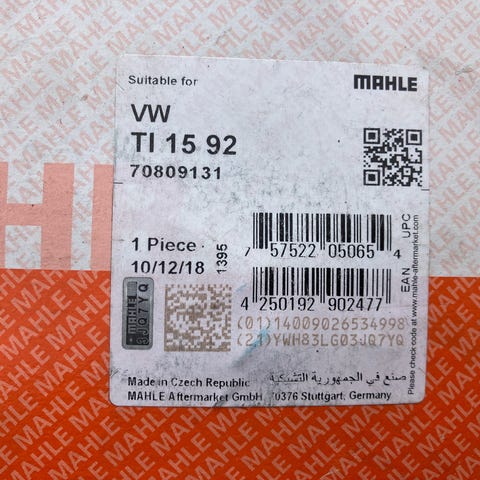 Suitable for
MAHLE
VW
TI 15 92
70809131
1 Piece
10/12/18
1395
7 57522 05065 4
UPC
4 250192 902477
EAN
Please check code at www.mahle-aftermarket.com
MAHLE
3JQ7YQ
(01)14009026534998
(21)YWH83LG03JQ7YQ
Made in Czech Republic
صنع في الجمهورية التشيكية
MAHLE Aftermarket GmbH, 70376 Stuttgart, Germany